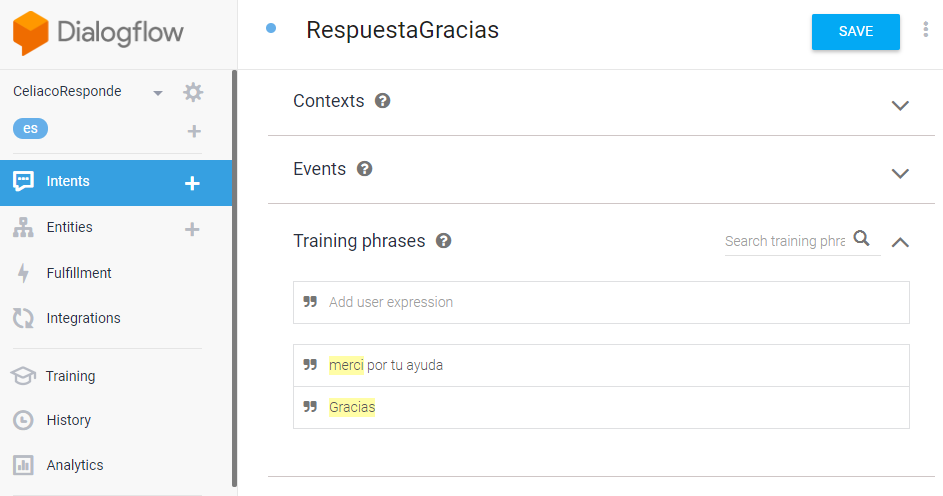 Dialogflow
CeliacoResponde
es
Intents
Entities
Fulfillment
Integrations
Training
History
Analytics
RespuestaGracias
SAVE
Contexts
Events
Training phrases
Search training phra
Add user expression
merci por tu ayuda
Gracias